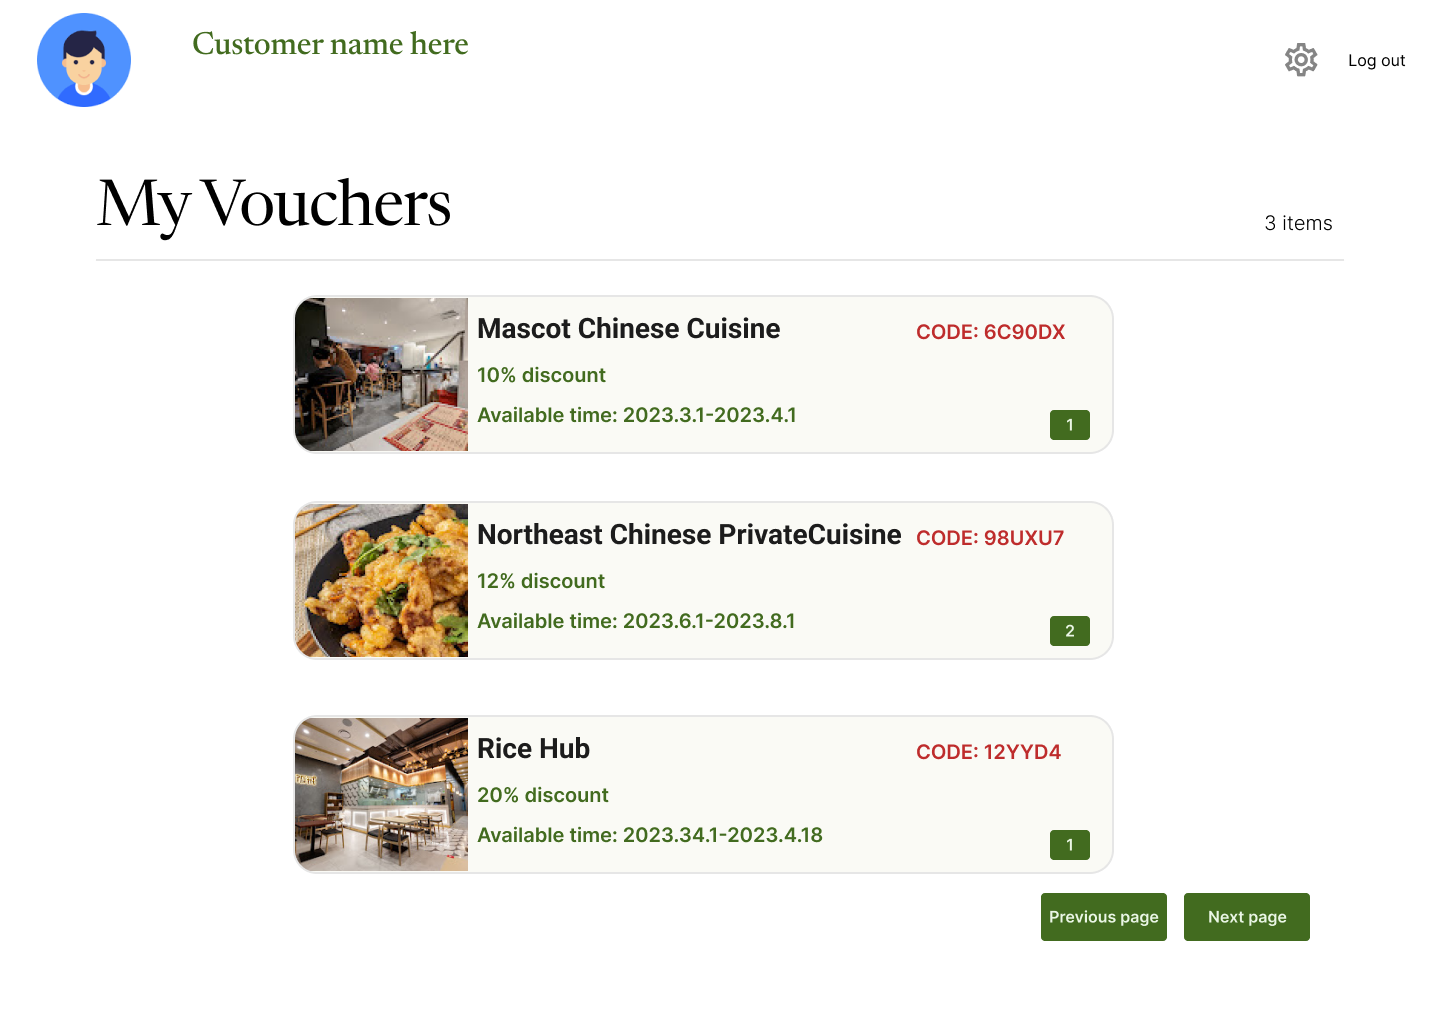 Customer name here
Log out
My Vouchers
3 items
Mascot Chinese Cuisine
CODE: 6C90DX
10% discount
Available time: 2023.3.1-2023.4.1
1
Northeast Chinese PrivateCuisine
CODE: 98UXU7
12% discount
Available time: 2023.6.1-2023.8.1
2
Rice Hub
CODE: 12YYD4
20% discount
Available time: 2023.34.1-2023.4.18
1
Previous page
Next page